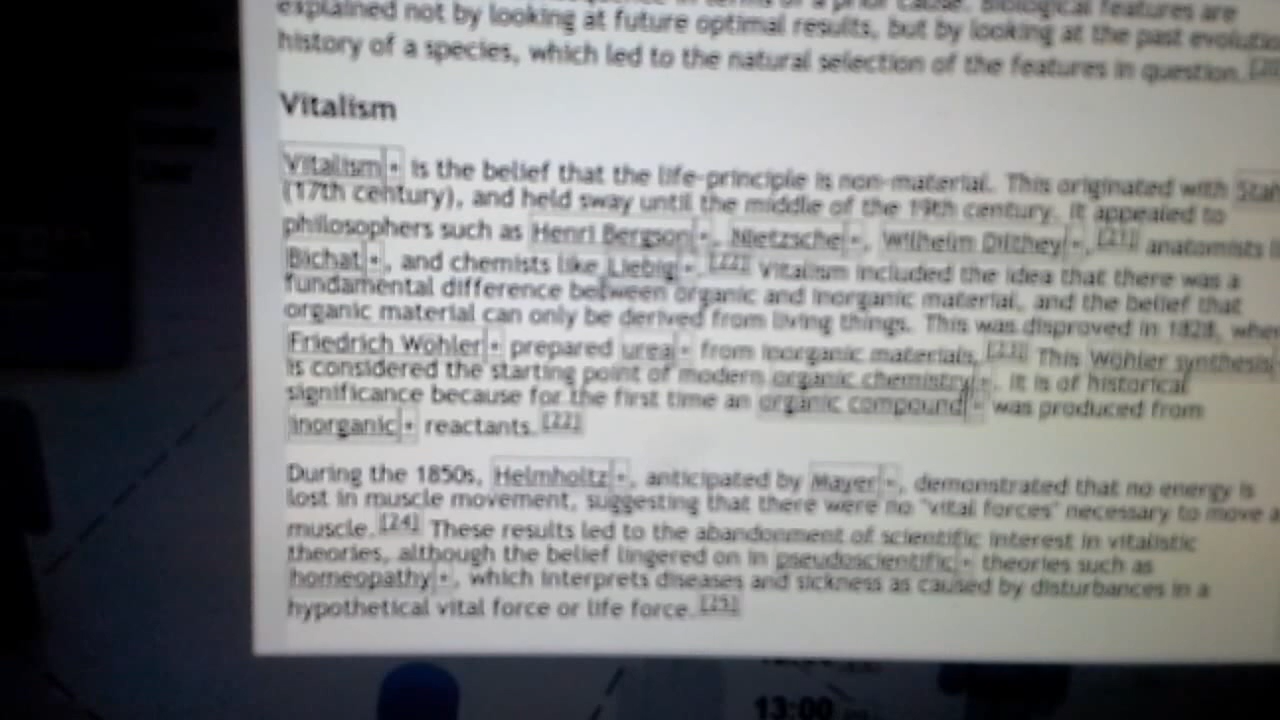 explained not by looking at future optimal results, but by looking at the past
history of a species, which led to the natural selection of the features in question.
Vitalism
Vitalism is the belief that the life-principle is non-material. This originated with
(17th century), and held sway until the middle of the 19th century. It appealed to
philosophers such as Henri Bergson, Nietzsche, Wilhelm Dilthey, [21] anatomists
Bichat, and chemists like Liebig. [22] Vitalism included the idea that there was a
fundamental difference between organic and inorganic material, and the belief that
organic material can only be derived from living things. This was disproved in 1828, when
Friedrich Wöhler prepared urea from inorganic materials. [23] This Wöhler synthesis
is considered the starting point of modern organic chemistry. It is of historical
significance because for the first time an organic compound was produced from
inorganic reactants. [22]
During the 1850s, Helmholtz, anticipated by Mayer, demonstrated that no energy is
lost in muscle movement, suggesting that there were no "vital forces" necessary to move a
muscle. [24] These results led to the abandonment of scientific interest in vitalistic
theories, although the belief lingered on in pseudoscientific theories such as
homeopathy, which interprets diseases and sickness as caused by disturbances in a
hypothetical vital force or life force. [25]
13:00